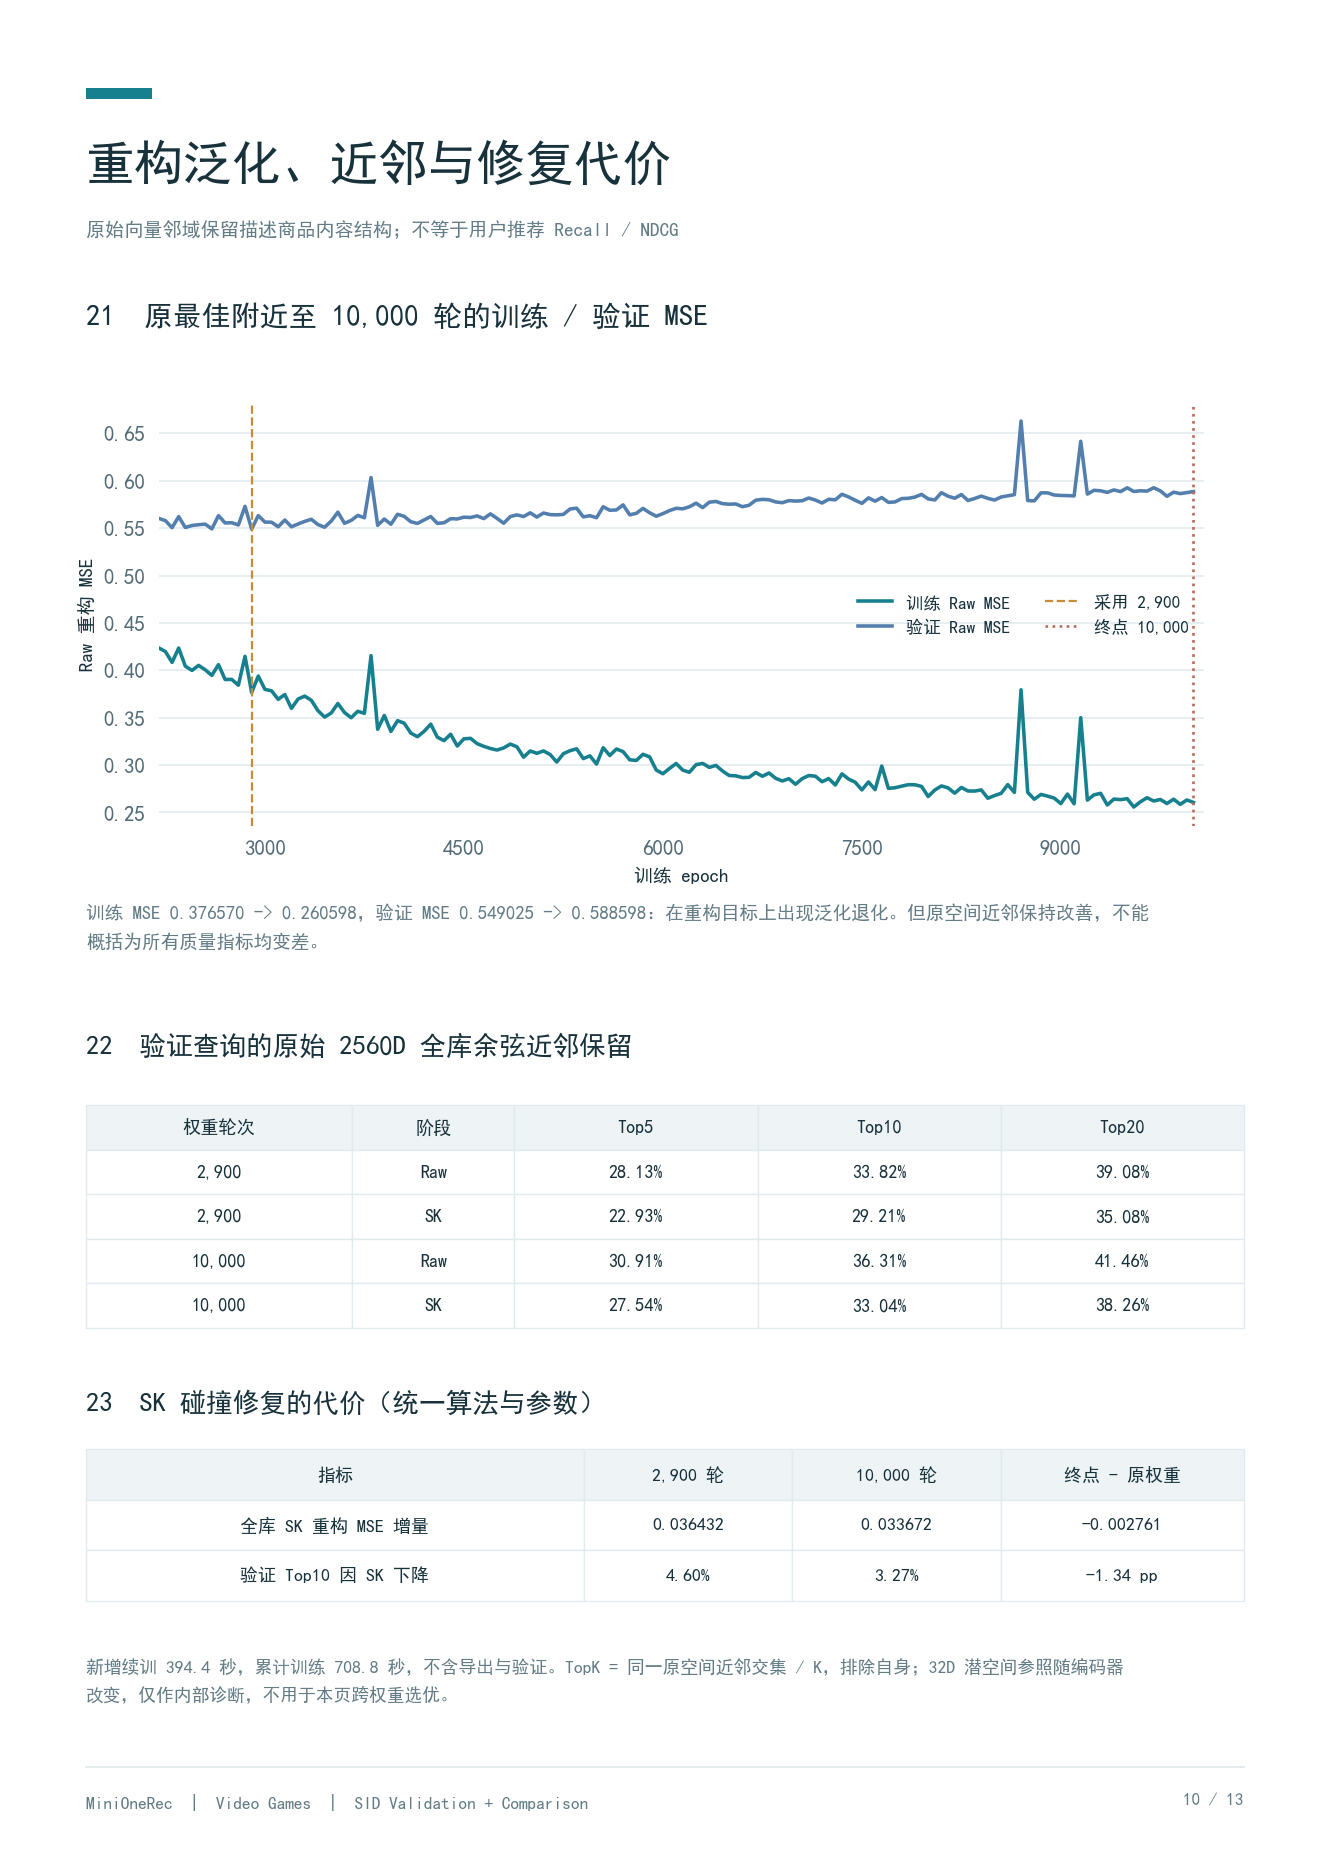 重构泛化、近邻与修复代价
原始向量邻域保留描述商品内容结构；不等于用户推荐 Recall / NDCG
21 原最佳附近至 10,000 轮的训练 / 验证 MSE
0.65
0.60
0.55
0.50
0.45
0.40
0.35
0.30
0.25
Raw 重构 MSE
训练 Raw MSE
采用 2,900
验证 Raw MSE
终点 10,000
3000 4500 6000 7500 9000
训练 epoch
训练 MSE 0.376570 -> 0.260598，验证 MSE 0.549025 -> 0.588598：在重构目标上出现泛化退化。但原空间近邻保持改善，不能
概括为所有质量指标均变差。
22 验证查询的原始 2560D 全库余弦近邻保留
权重轮次 阶段 Top5 Top10 Top20
2,900 Raw 28.13% 33.82% 39.08%
2,900 SK 22.93% 29.21% 35.08%
10,000 Raw 30.91% 36.31% 41.46%
10,000 SK 27.54% 33.04% 38.26%
23 SK 碰撞修复的代价（统一算法与参数）
指标 2,900 轮 10,000 轮 终点 - 原权重
全库 SK 重构 MSE 增量 0.036432 0.033672 -0.002761
验证 Top10 因 SK 下降 4.60% 3.27% -1.34 pp
新增续训 394.4 秒，累计训练 708.8 秒，不含导出与验证。TopK = 同一原空间近邻交集 / K，排除自身；32D 潜空间参照随编码器
改变，仅作内部诊断，不用于本页跨权重选优。
MiniOneRec | Video Games | SID Validation + Comparison
10 / 13